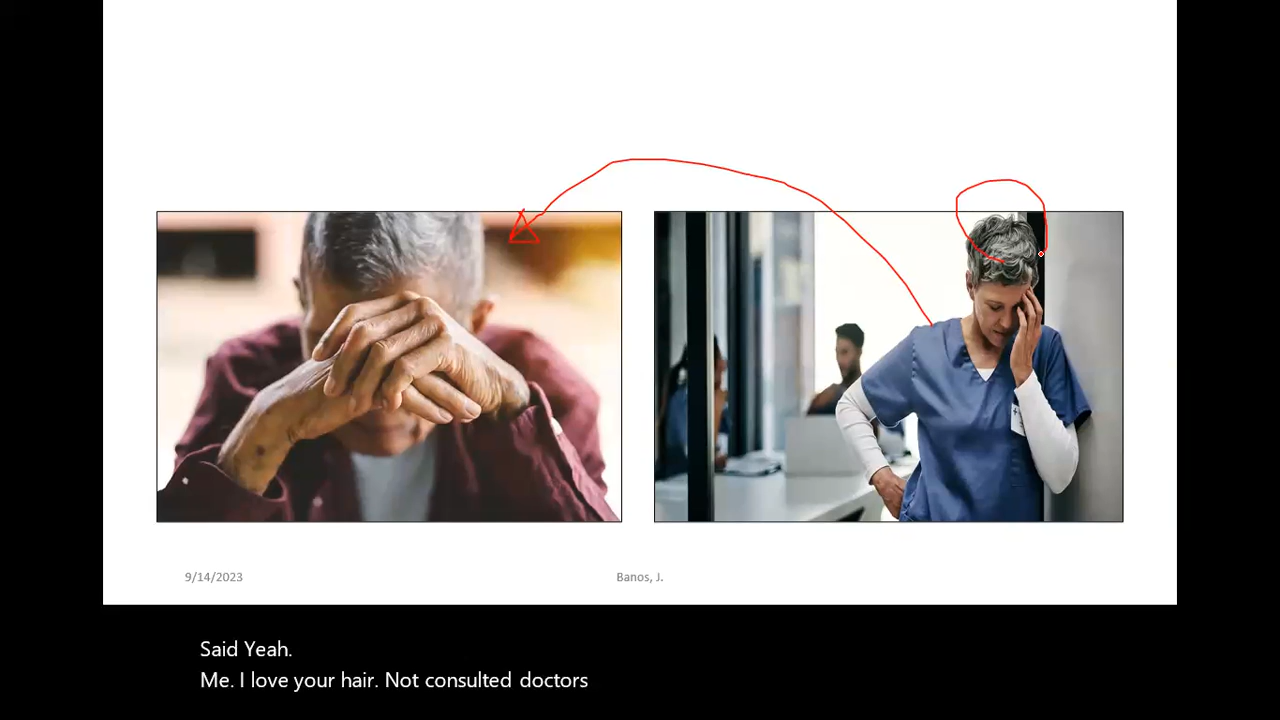 9/14/2023
Banos, J.
Said Yeah.
Me. I love your hair. Not consulted doctors